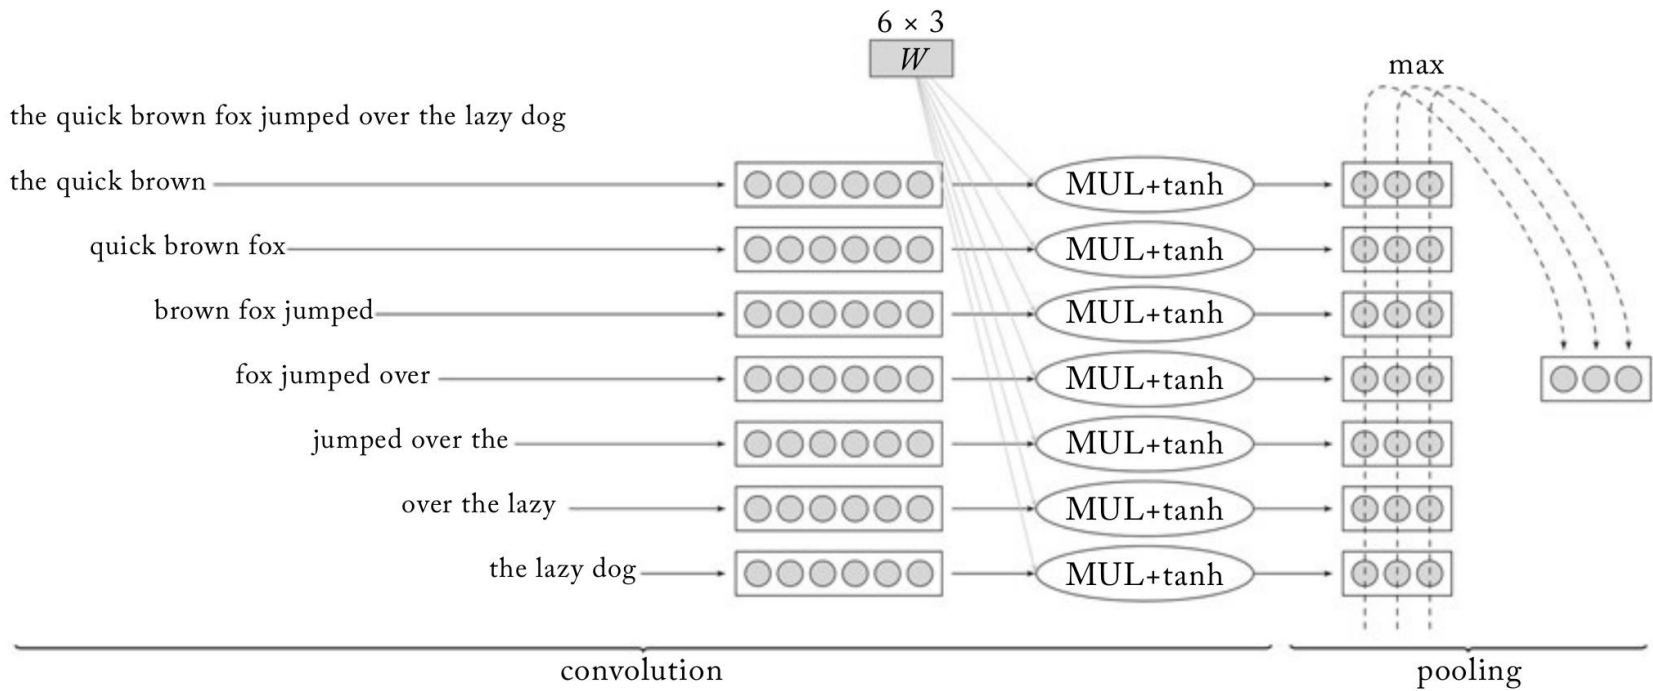 6 × 3
W
max
the quick brown fox jumped over the lazy dog
the quick brown
MUL+tanh
quick brown fox
MUL+tanh
brown fox jumped
MUL+tanh
fox jumped over
MUL+tanh
jumped over the
MUL+tanh
over the lazy
MUL+tanh
the lazy dog
MUL+tanh
convolution
pooling